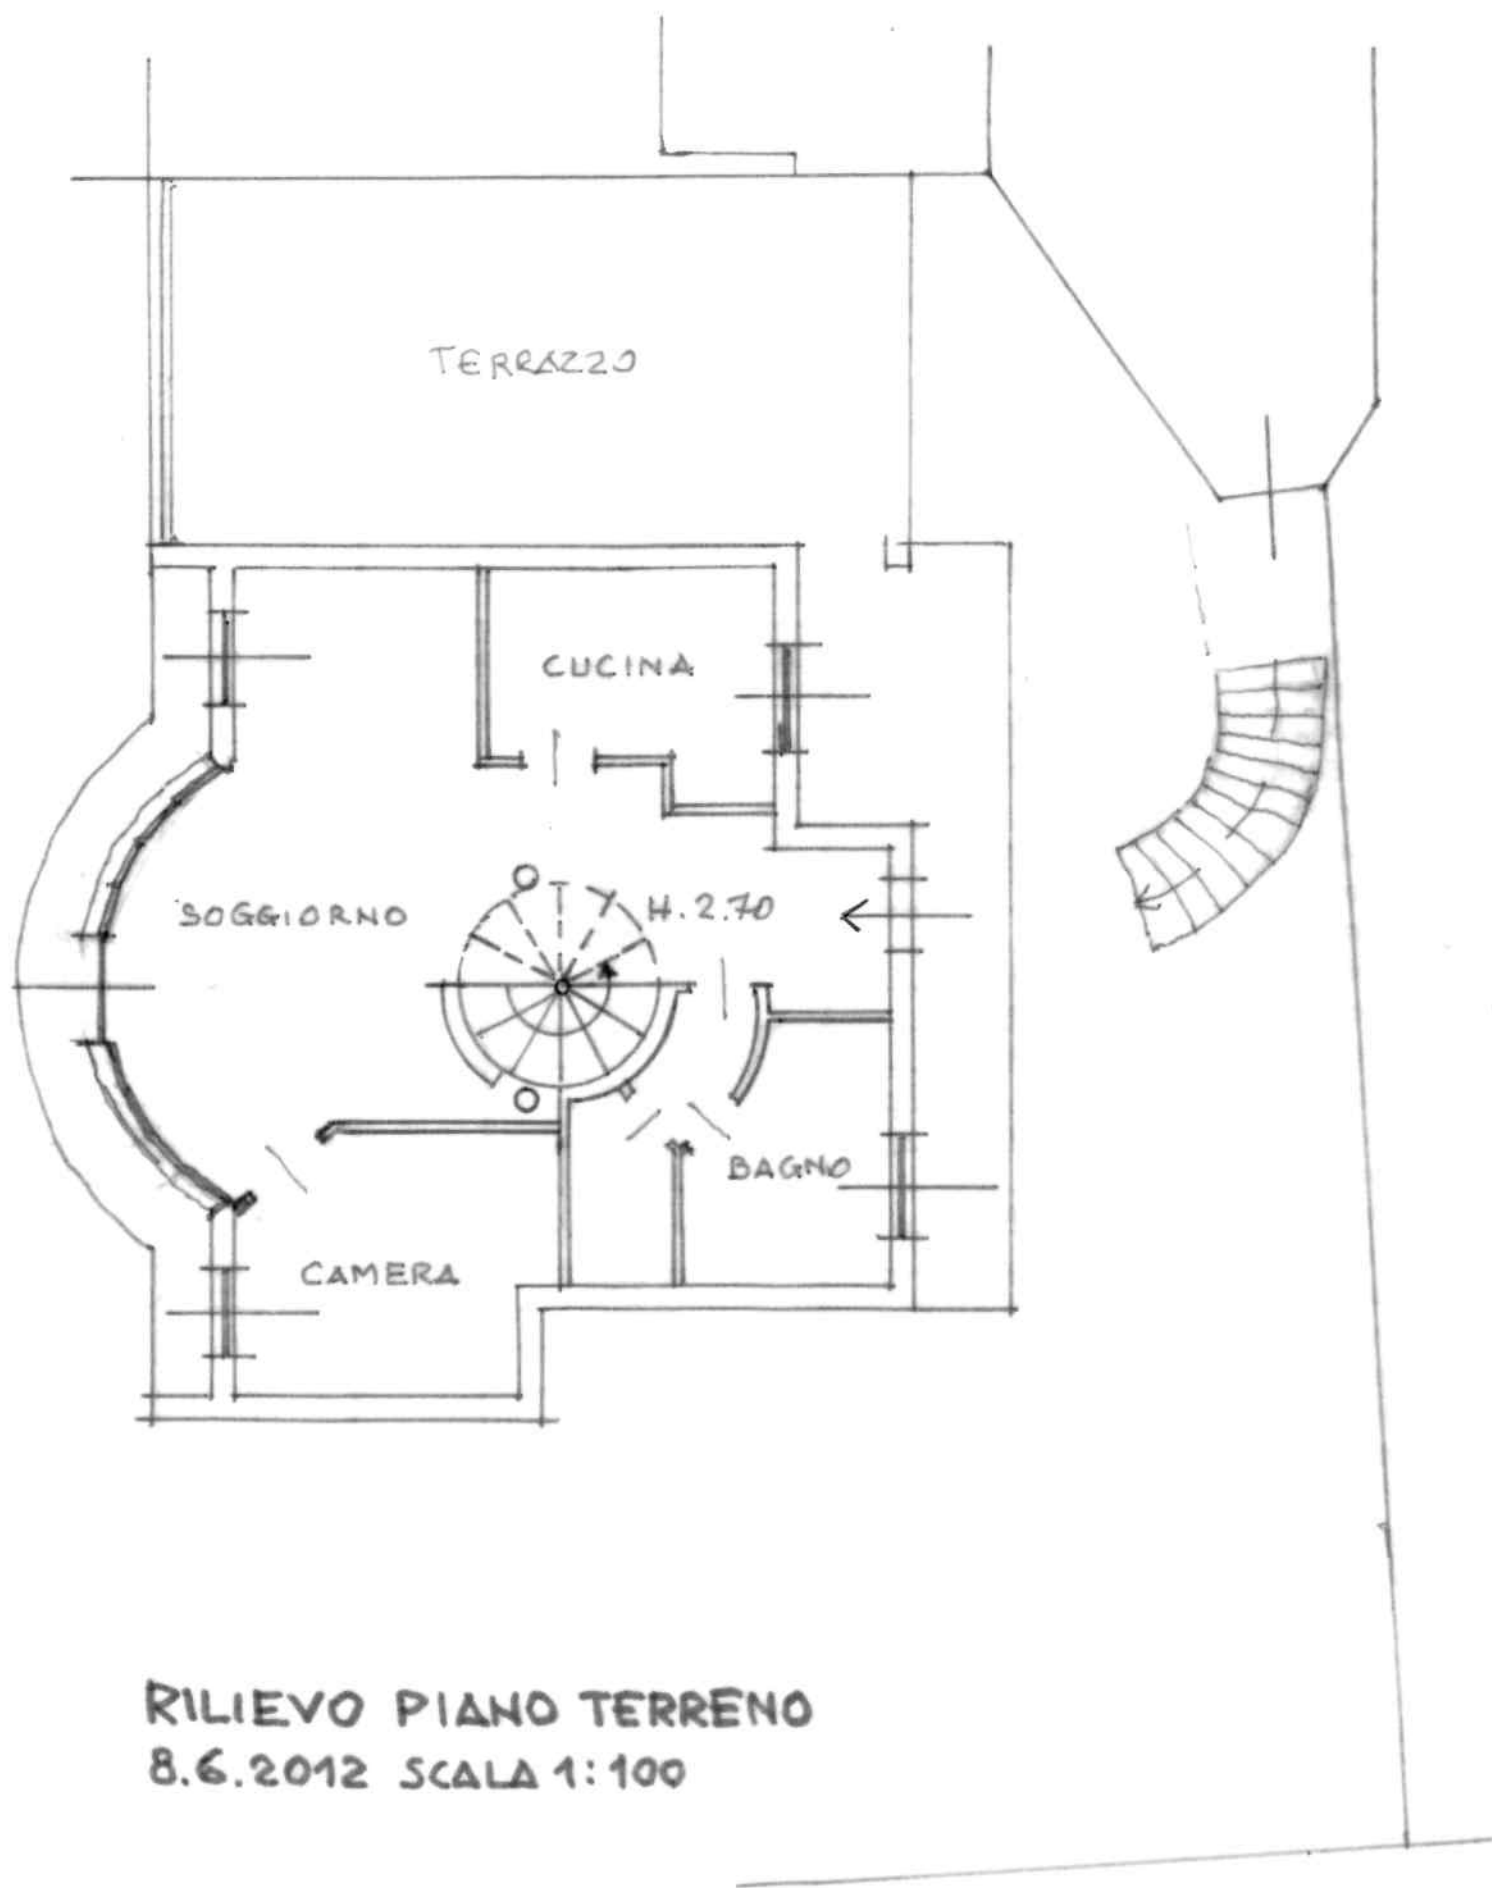 TERRAZZO
CUCINA
SOGGIORNO
H. 2.70
BAGNO
CAMERA
RILIEVO PIANO TERRENO
8.6.2012 SCALA 1:100